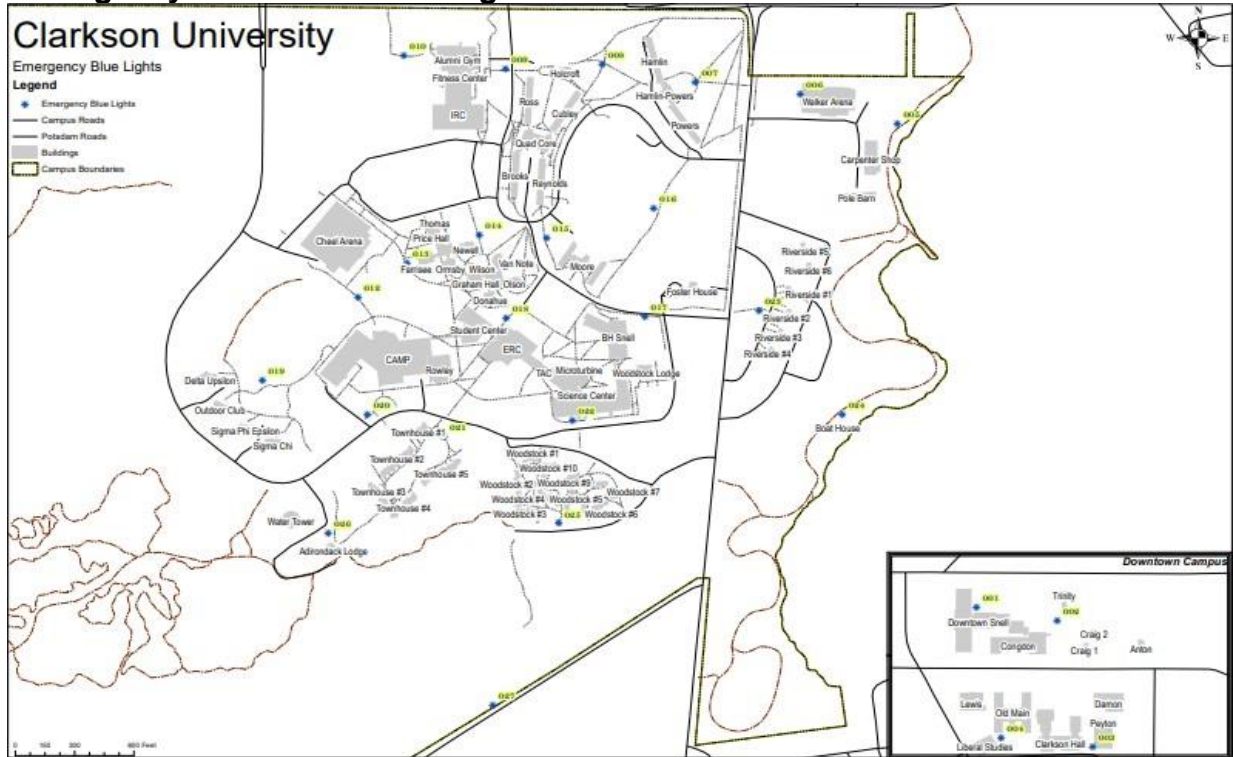 Clarkson University
Emergency Blue Lights
Legend
Emergency Blue Lights
Campus Roads
Potsdam Roads
Buildings
Campus Boundaries
N
W E
S
010
Alumni Gym
Fitness Center
IRC
009
Holcroft
008
Hamlin
007
Hamlin-Powers
Powers
006
Walker Arena
005
Ross
Cubley
Quad Core
Brooks
Reynolds
Carpenter Shop
Pole Barn
016
Cheel Arena
Thomas
Price Hall
013
Farrisee
Newell
014
Ormsby
Wilson
Van Note
Graham Hall
Olson
Donahue
015
Moore
Riverside #5
Riverside #6
Riverside #1
Riverside #2
Riverside #3
Riverside #4
023
Foster House
017
018
Student Center
ERC
BH Snell
CAMP
Rowley
TAC
Microturbine
Woodstock Lodge
Science Center
022
019
Delta Upsilon
Outdoor Club
Sigma Phi Epsilon
Sigma Chi
020
021
Townhouse #1
Townhouse #2
Townhouse #5
Townhouse #3
Townhouse #4
024
Boat House
Woodstock #1
Woodstock #10
Woodstock #2
Woodstock #9
Woodstock #7
Woodstock #4
Woodstock #5
Woodstock #3
025
Woodstock #6
Water Tower
026
Adirondack Lodge
027
Downtown Campus
001
Downtown Snell
Congdon
Trinity
002
Craig 2
Craig 1
Anton
Lewis
Old Main
Damon
Peyton
004
003
Liberal Studies
Clarkson Hall